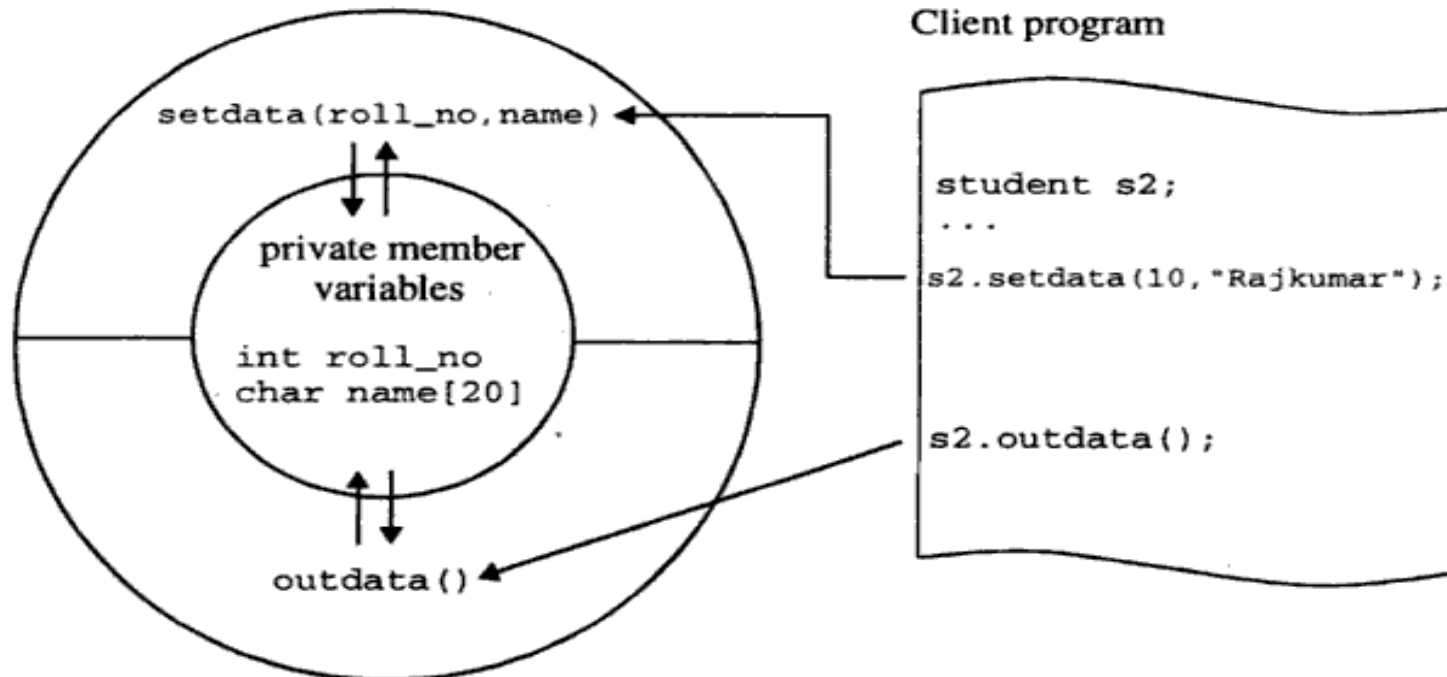 Client program
setdata(roll_no,name)
private member
variables
int roll_no
char name[20]
outdata()
student s2;
...
s2.setdata(10,"Rajkumar");
s2.outdata();